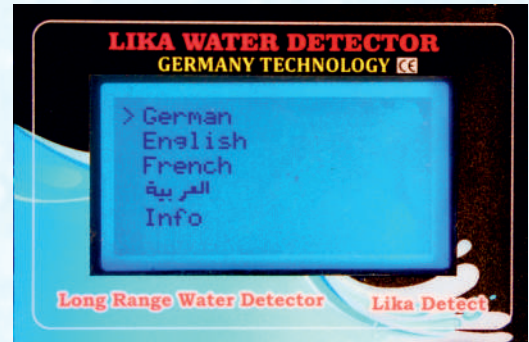 LIKA WATER DETECTOR
GERMANY TECHNOLOGY CE
> German
English
French
العربية
Info
Long Range Water Detector Lika Detect